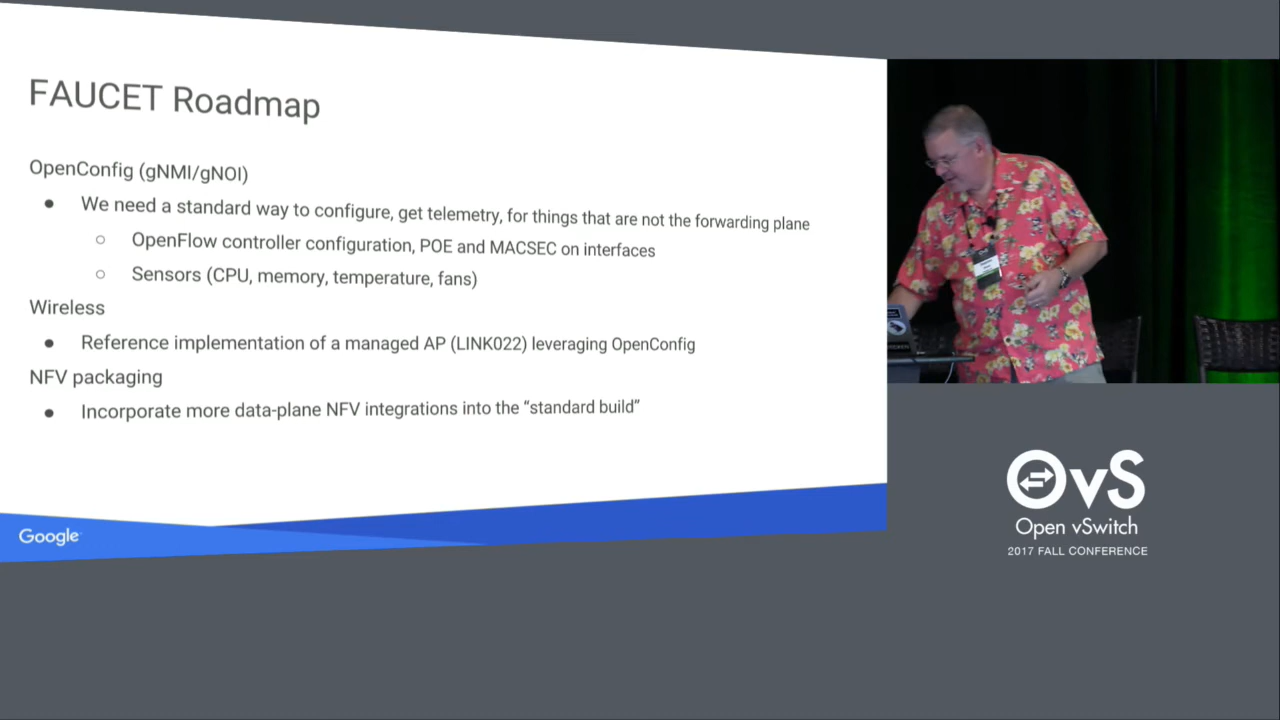 FAUCET Roadmap
OpenConfig (gNMI/gNOI)
● We need a standard way to configure, get telemetry, for things that are not the forwarding plane
○ OpenFlow controller configuration, POE and MACSEC on interfaces
○ Sensors (CPU, memory, temperature, fans)
Wireless
● Reference implementation of a managed AP (LINK022) leveraging OpenConfig
NFV packaging
● Incorporate more data-plane NFV integrations into the “standard build”
Google
OvS
Open vSwitch
2017 FALL CONFERENCE